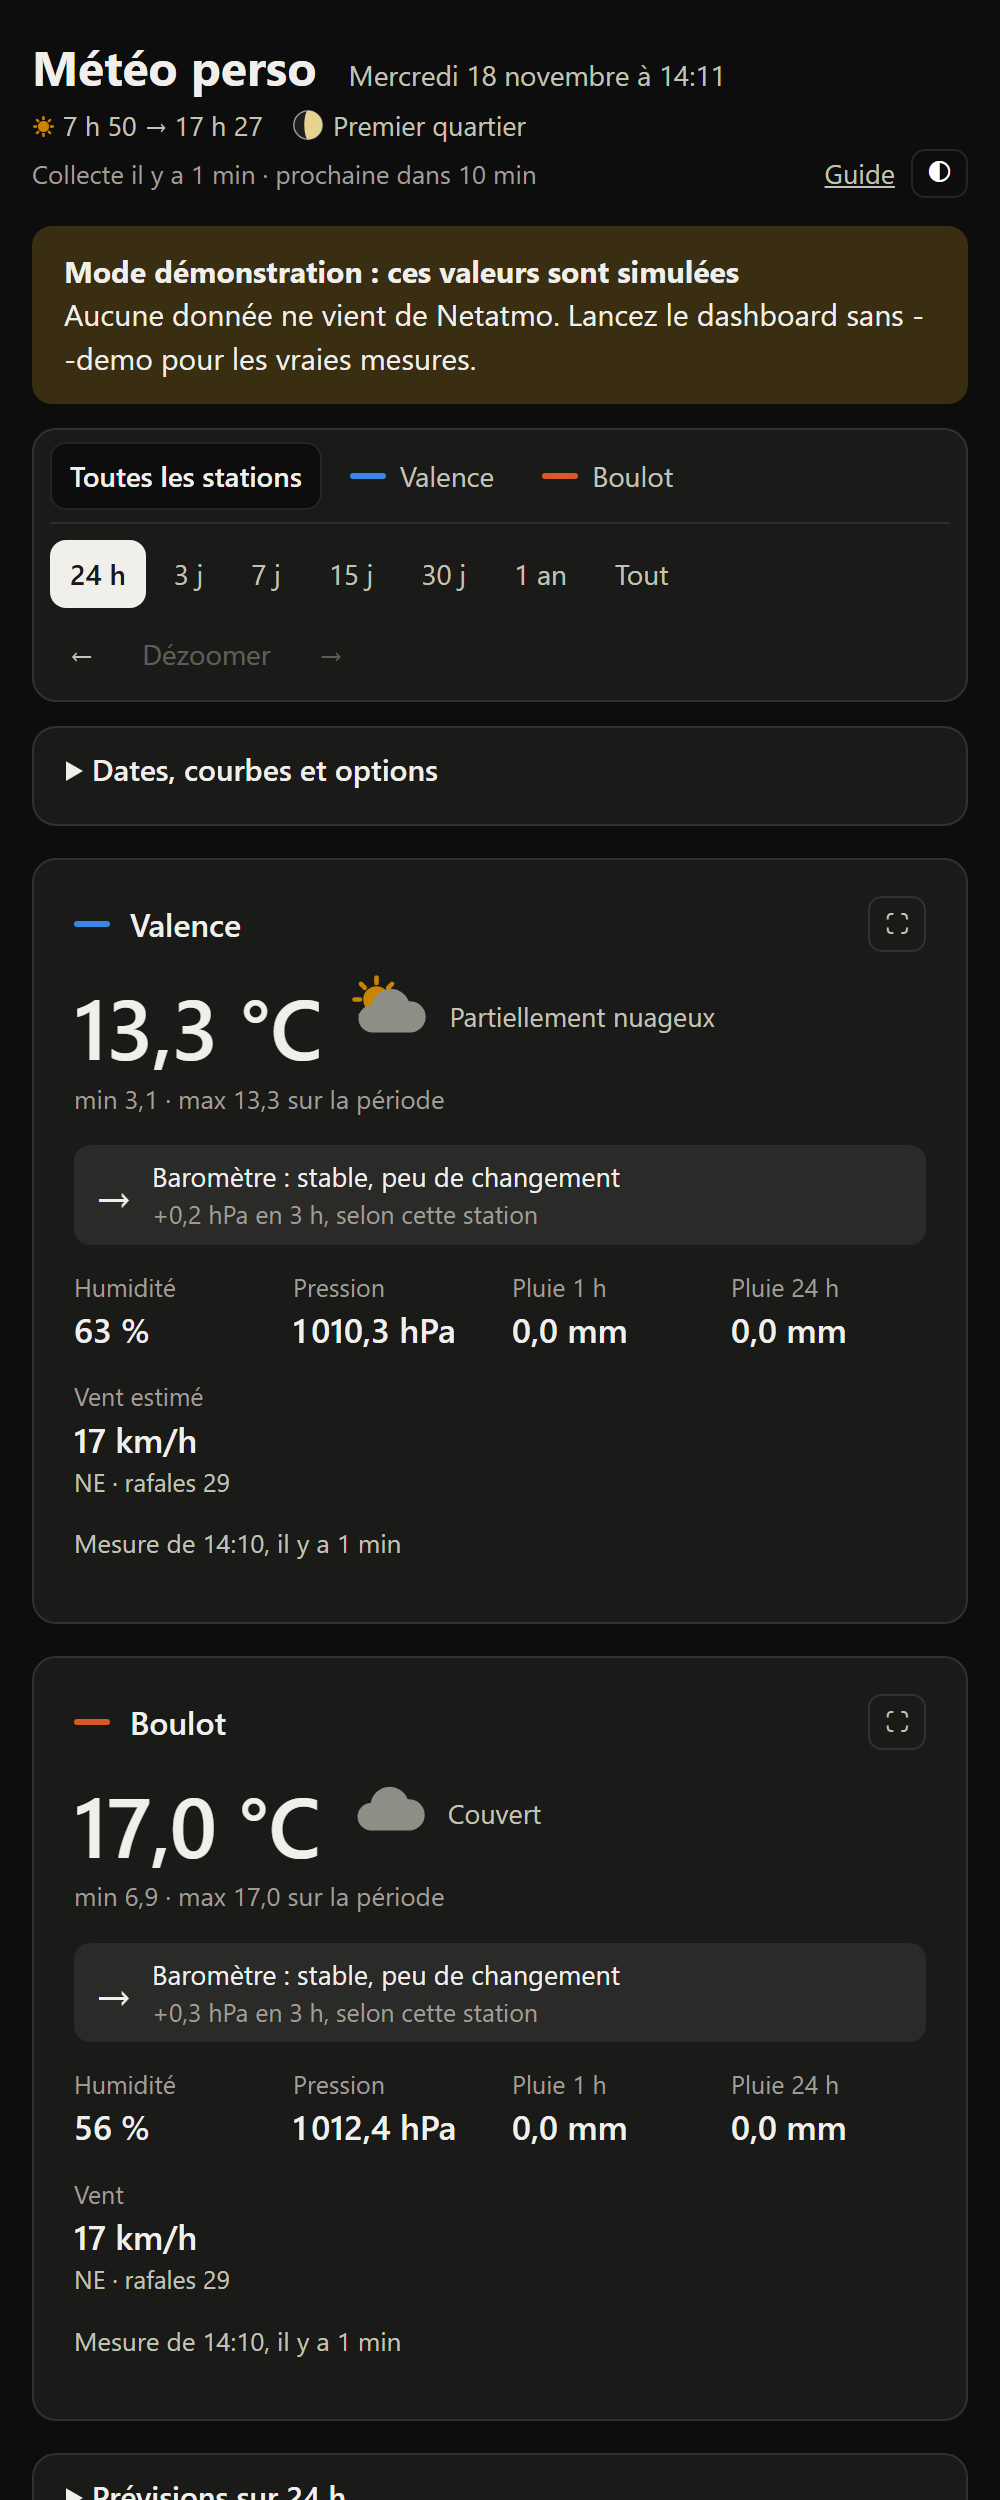 Météo perso Mercredi 18 novembre à 14:11
7 h 50 → 17 h 27 Premier quartier
Collecte il y a 1 min · prochaine dans 10 min Guide
Mode démonstration : ces valeurs sont simulées
Aucune donnée ne vient de Netatmo. Lancez le dashboard sans -
-demo pour les vraies mesures.
Toutes les stations Valence Boulot
24 h 3 j 7 j 15 j 30 j 1 an Tout
← Dézoomer →
▶ Dates, courbes et options
Valence
13,3 °C Partiellement nuageux
min 3,1 · max 13,3 sur la période
→ Baromètre : stable, peu de changement
+0,2 hPa en 3 h, selon cette station
Humidité Pression Pluie 1 h Pluie 24 h
63 % 1 010,3 hPa 0,0 mm 0,0 mm
Vent estimé
17 km/h
NE · rafales 29
Mesure de 14:10, il y a 1 min
Boulot
17,0 °C Couvert
min 6,9 · max 17,0 sur la période
→ Baromètre : stable, peu de changement
+0,3 hPa en 3 h, selon cette station
Humidité Pression Pluie 1 h Pluie 24 h
56 % 1 012,4 hPa 0,0 mm 0,0 mm
Vent
17 km/h
NE · rafales 29
Mesure de 14:10, il y a 1 min
▶ Prévisions sur 24 h